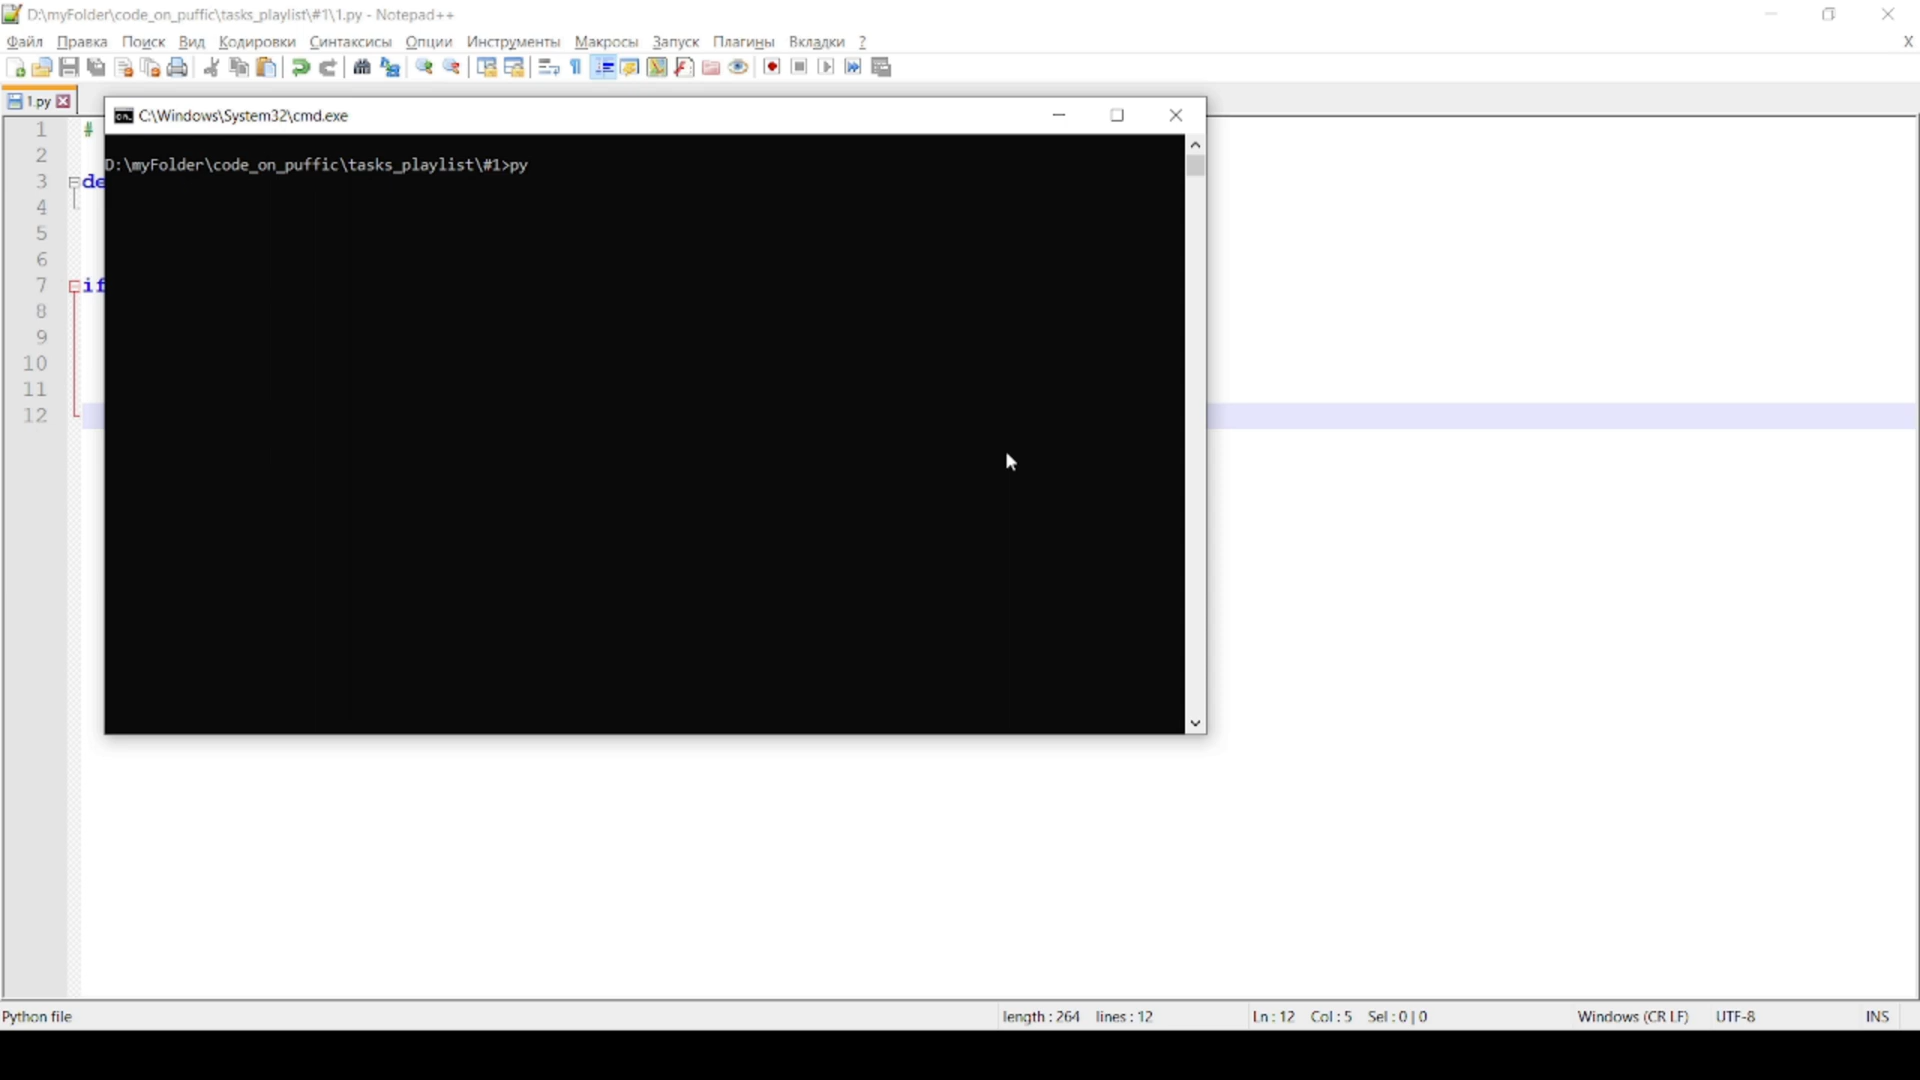 D:\myFolder\code_on_puffic\tasks_playlist\#1\1.py - Notepad++
Файл Правка Поиск Вид Кодировки Синтаксисы Опции Инструменты Макросы Запуск Плагины Вкладки ? X
1.py
C:\Windows\System32\cmd.exe
D:\myFolder\code_on_puffic\tasks_playlist\#1>py
1 #
2
3 de
4
5
6
7 if
8
9
10
11
12
Python file length : 264 lines : 12 Ln : 12 Col : 5 Sel : 0 | 0 Windows (CR LF) UTF-8 INS